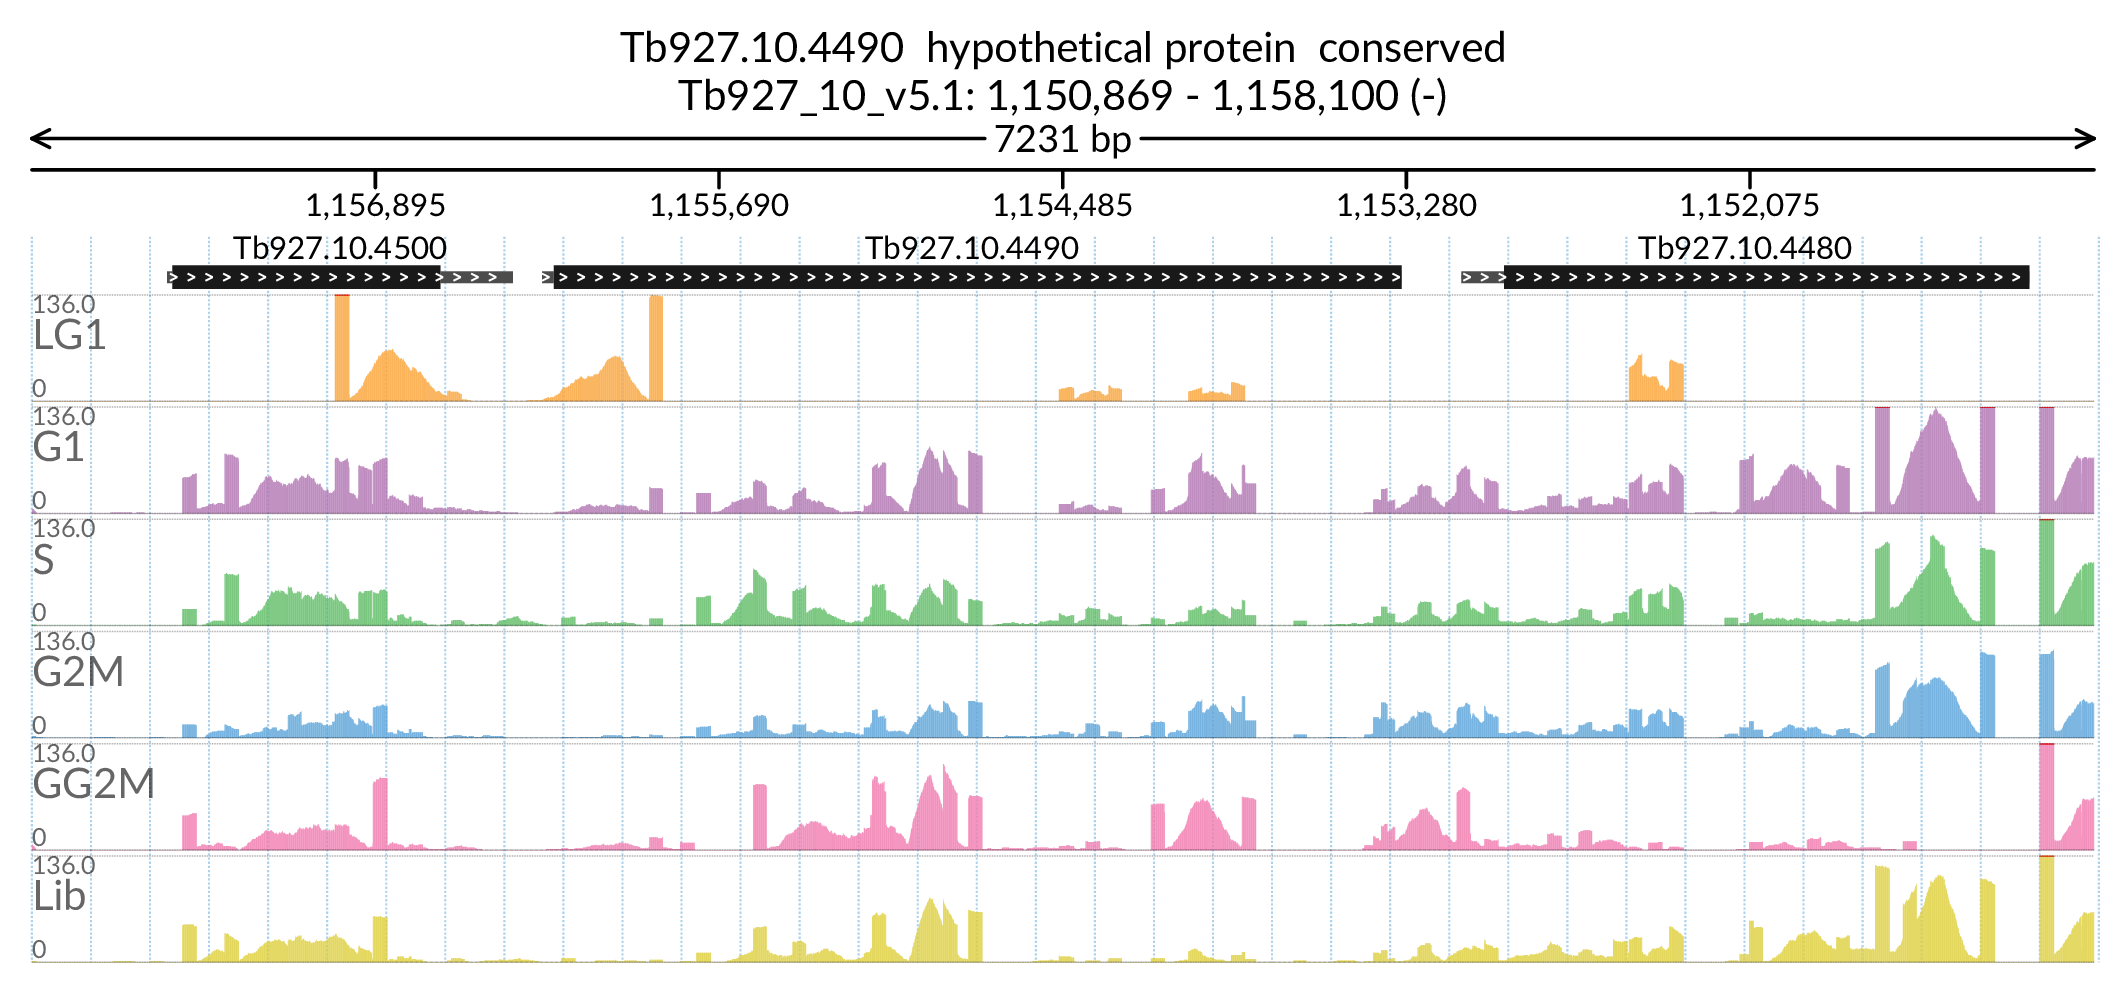 Tb927.10.4490  hypothetical protein  conserved
Tb927_10_v5.1: 1,150,869 - 1,158,100 (-)
7231 bp
1,156,895 1,155,690 1,154,485 1,153,280 1,152,075
Tb927.10.4500 Tb927.10.4490 Tb927.10.4480
136.0
LG1
0
136.0
G1
0
136.0
S
0
136.0
G2M
0
136.0
GG2M
0
136.0
Lib
0